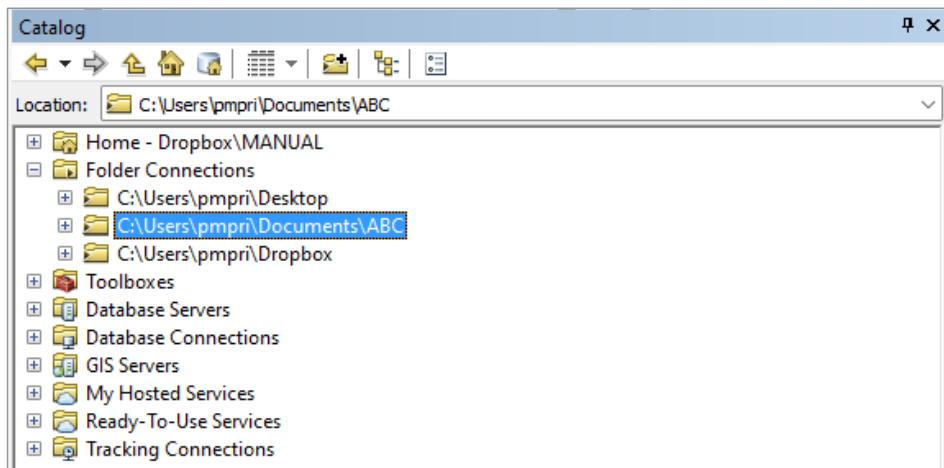 Catalog
Location: C:\Users\pmpri\Documents\ABC
Home - Dropbox\MANUAL
Folder Connections
C:\Users\pmpri\Desktop
C:\Users\pmpri\Documents\ABC
C:\Users\pmpri\Dropbox
Toolboxes
Database Servers
Database Connections
GIS Servers
My Hosted Services
Ready-To-Use Services
Tracking Connections